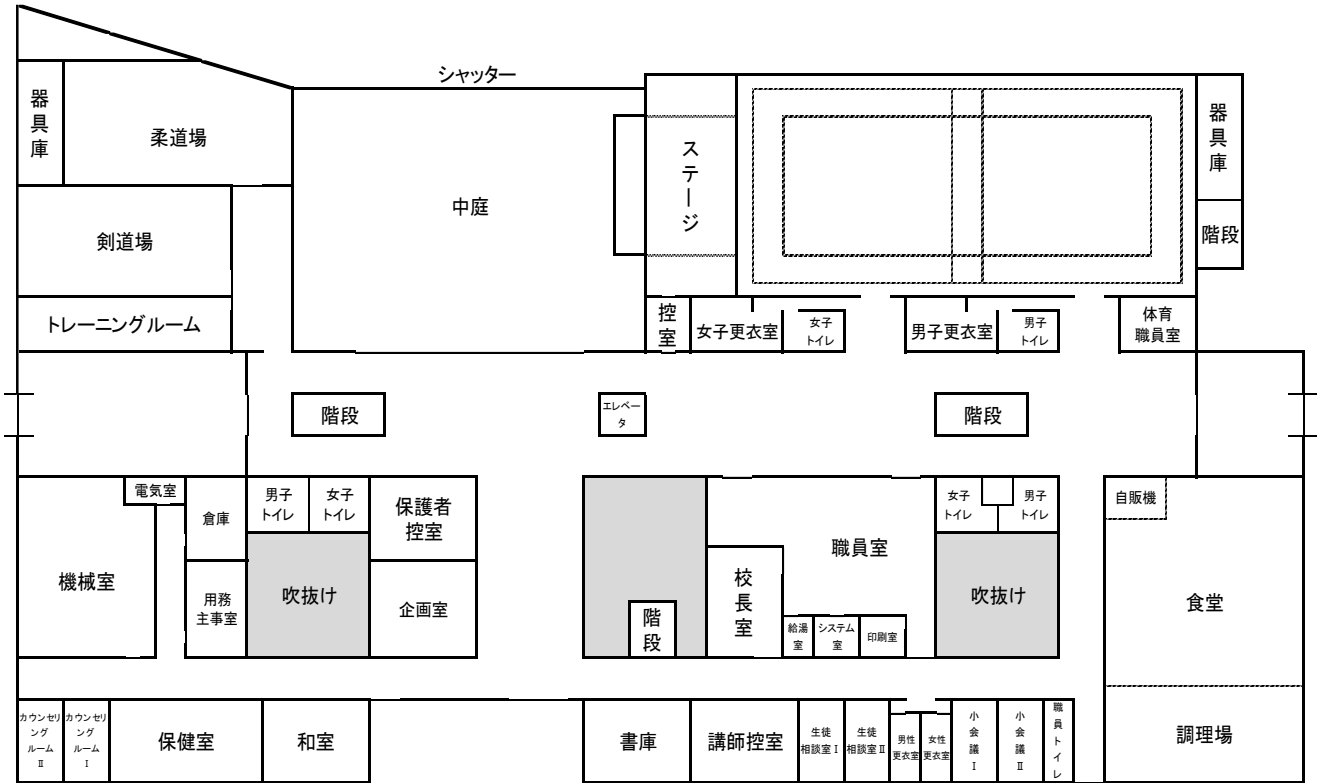 シャッター
器具庫
柔道場
中庭
ステージ
器具庫
階段
剣道場
トレーニングルーム
控室
女子更衣室
女子
トイレ
男子更衣室
男子
トイレ
体育
職員室
階段
エレベー
タ
階段
電気室
倉庫
男子
トイレ
女子
トイレ
保護者
控室
職員室
女子
トイレ
男子
トイレ
自販機
機械室
用務
主事室
吹抜け
企画室
階段
校長室
給湯
室
システム
室
印刷室
吹抜け
食堂
カウンセリ
ング
ルーム
Ⅱ
カウンセリ
ング
ルーム
Ⅰ
保健室
和室
書庫
講師控室
生徒
相談室Ⅰ
生徒
相談室Ⅱ
男性
更衣室
女性
更衣室
小会議Ⅰ
小会議Ⅱ
職員トイレ
調理場